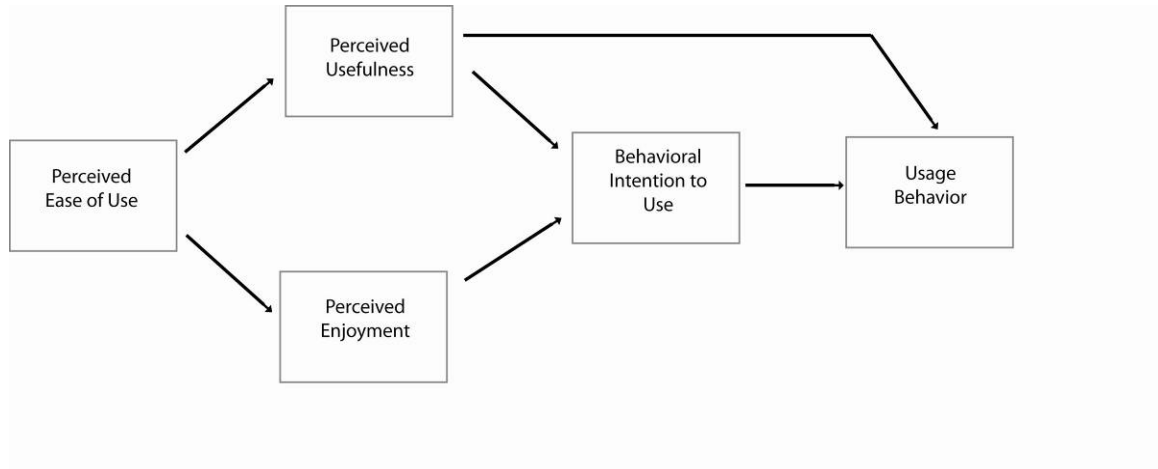 Perceived
Usefulness
Perceived
Ease of Use
Behavioral
Intention to
Use
Usage
Behavior
Perceived
Enjoyment